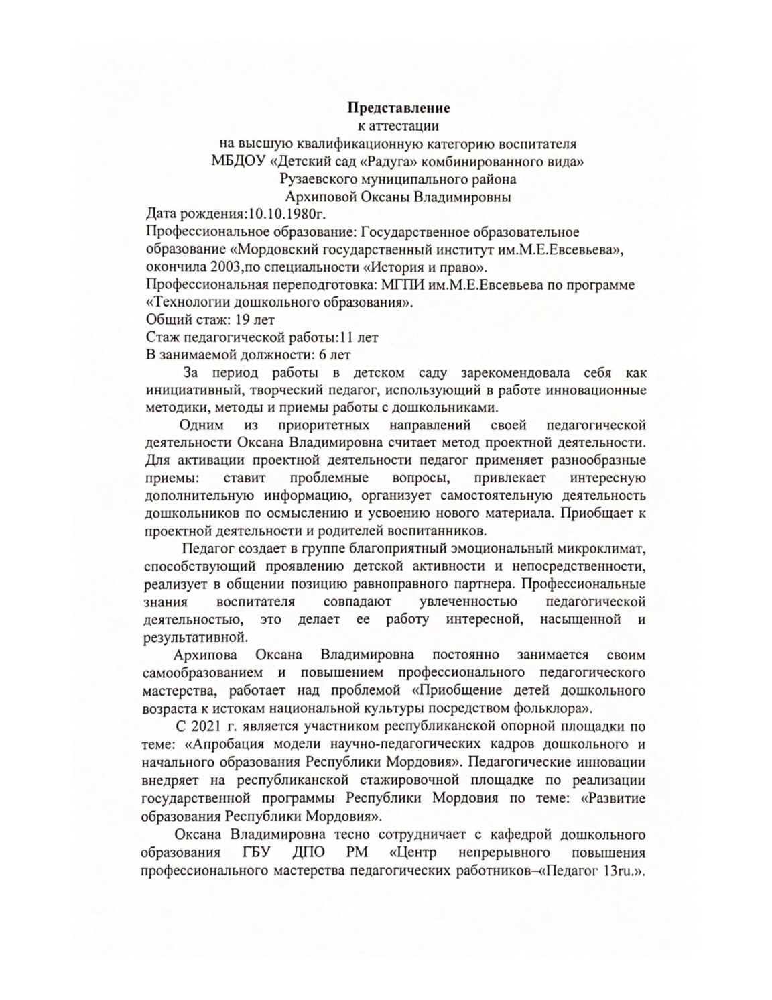 Представление
к аттестации
на высшую квалификационную категорию воспитателя
МБДОУ «Детский сад «Радуга» комбинированного вида»
Рузаевского муниципального района
Архиповой Оксаны Владимировны
Дата рождения:10.10.1980г.
Профессиональное образование: Государственное образовательное
образование «Мордовский государственный институт им.М.Е.Евсевьева»,
окончила 2003,по специальности «История и право».
Профессиональная переподготовка: МГПИ им.М.Е.Евсевьева по программе
«Технологии дошкольного образования».
Общий стаж: 19 лет
Стаж педагогической работы:11 лет
В занимаемой должности: 6 лет
За период работы в детском саду зарекомендовала себя как
инициативный, творческий педагог, использующий в работе инновационные
методики, методы и приемы работы с дошкольниками.
Одним из приоритетных направлений своей педагогической
деятельности Оксана Владимировна считает метод проектной деятельности.
Для активации проектной деятельности педагог применяет разнообразные
приемы: ставит проблемные вопросы, привлекает интересную
дополнительную информацию, организует самостоятельную деятельность
дошкольников по осмыслению и усвоению нового материала. Приобщает к
проектной деятельности и родителей воспитанников.
Педагог создает в группе благоприятный эмоциональный микроклимат,
способствующий проявлению детской активности и непосредственности,
реализует в общении позицию равноправного партнера. Профессиональные
знания воспитателя совпадают увлеченностью педагогической
деятельностью, это делает ее работу интересной, насыщенной и
результативной.
Архипова Оксана Владимировна постоянно занимается своим
самообразованием и повышением профессионального педагогического
мастерства, работает над проблемой «Приобщение детей дошкольного
возраста к истокам национальной культуры посредством фольклора».
С 2021 г. является участником республиканской опорной площадки по
теме: «Апробация модели научно-педагогических кадров дошкольного и
начального образования Республики Мордовия». Педагогические инновации
внедряет на республиканской стажировочной площадке по реализации
государственной программы Республики Мордовия по теме: «Развитие
образования Республики Мордовия».
Оксана Владимировна тесно сотрудничает с кафедрой дошкольного
образования ГБУ ДПО РМ «Центр непрерывного повышения
профессионального мастерства педагогических работников–«Педагог 13ru.».